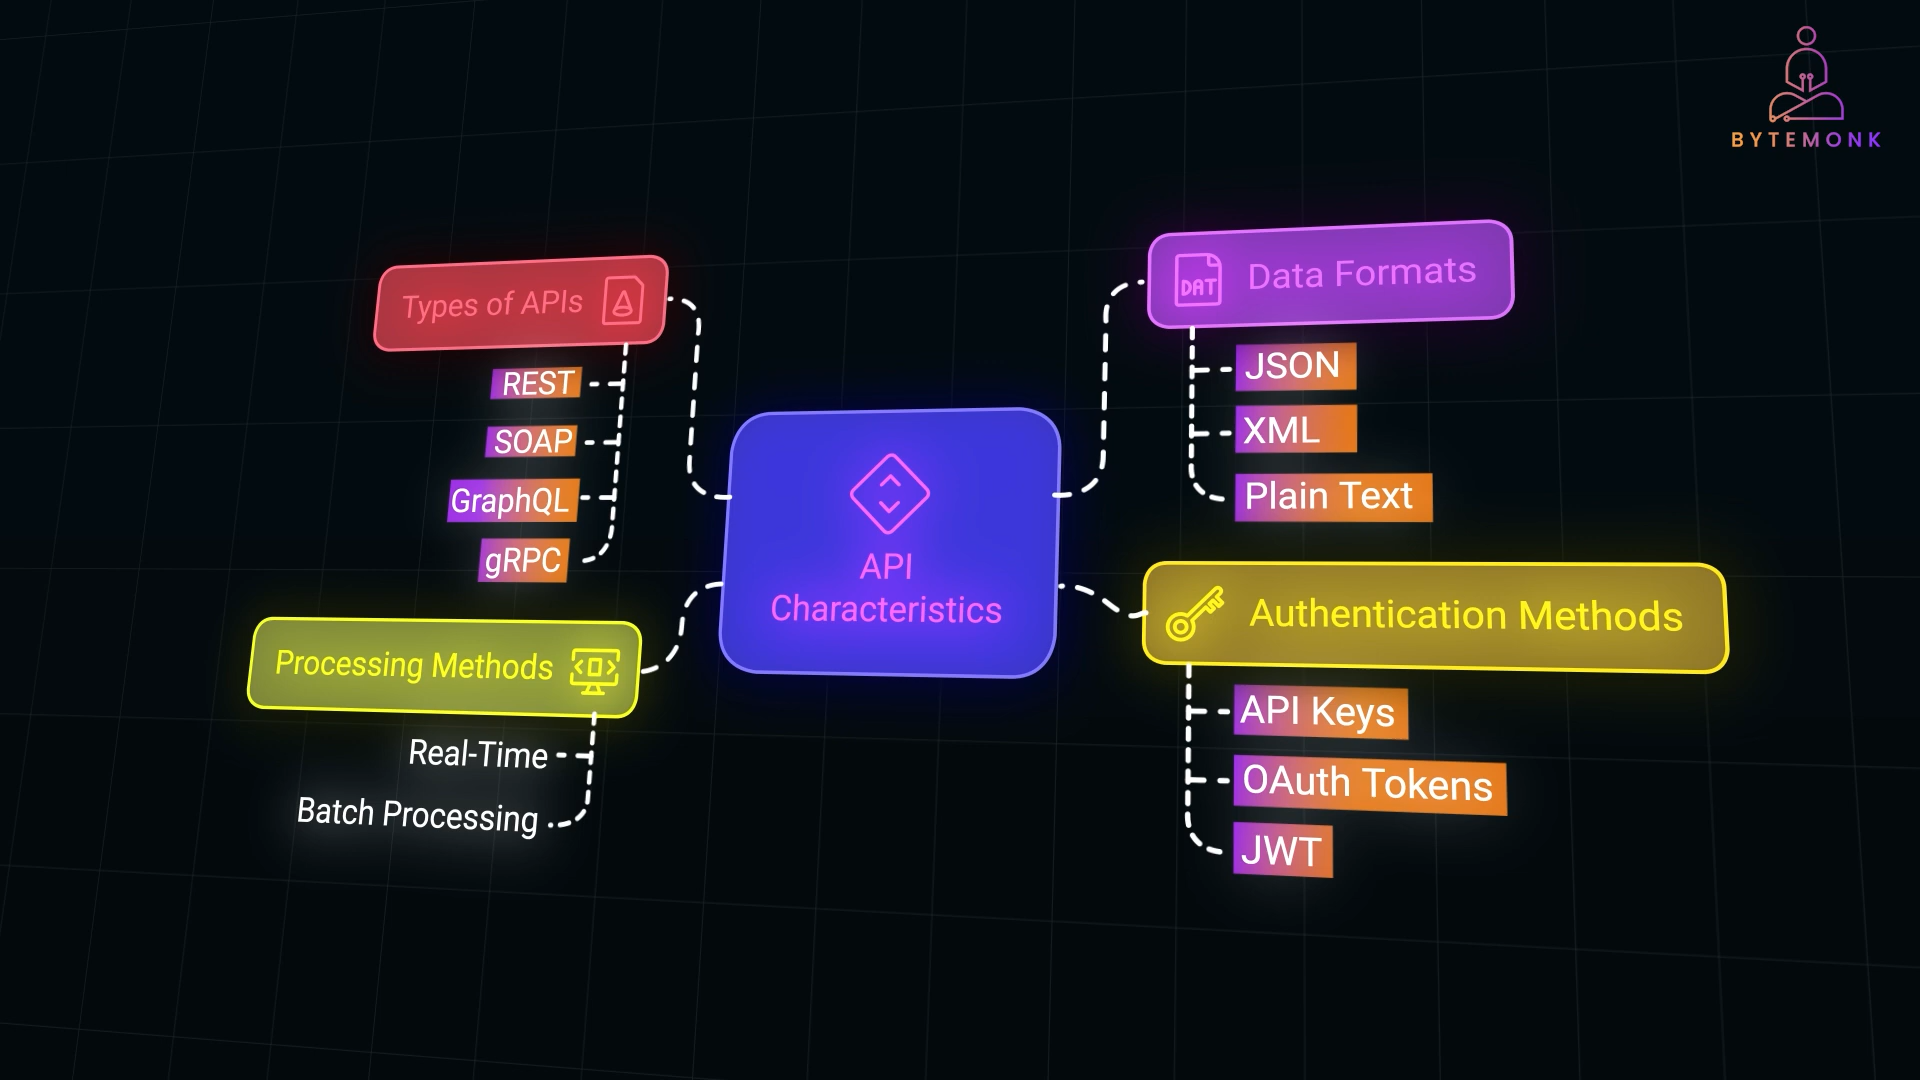 BYTEMONK
Types of APIs
REST
SOAP
GraphQL
gRPC
Processing Methods
Real-Time
Batch Processing
API
Characteristics
DAT
Data Formats
JSON
XML
Plain Text
Authentication Methods
API Keys
OAuth Tokens
JWT